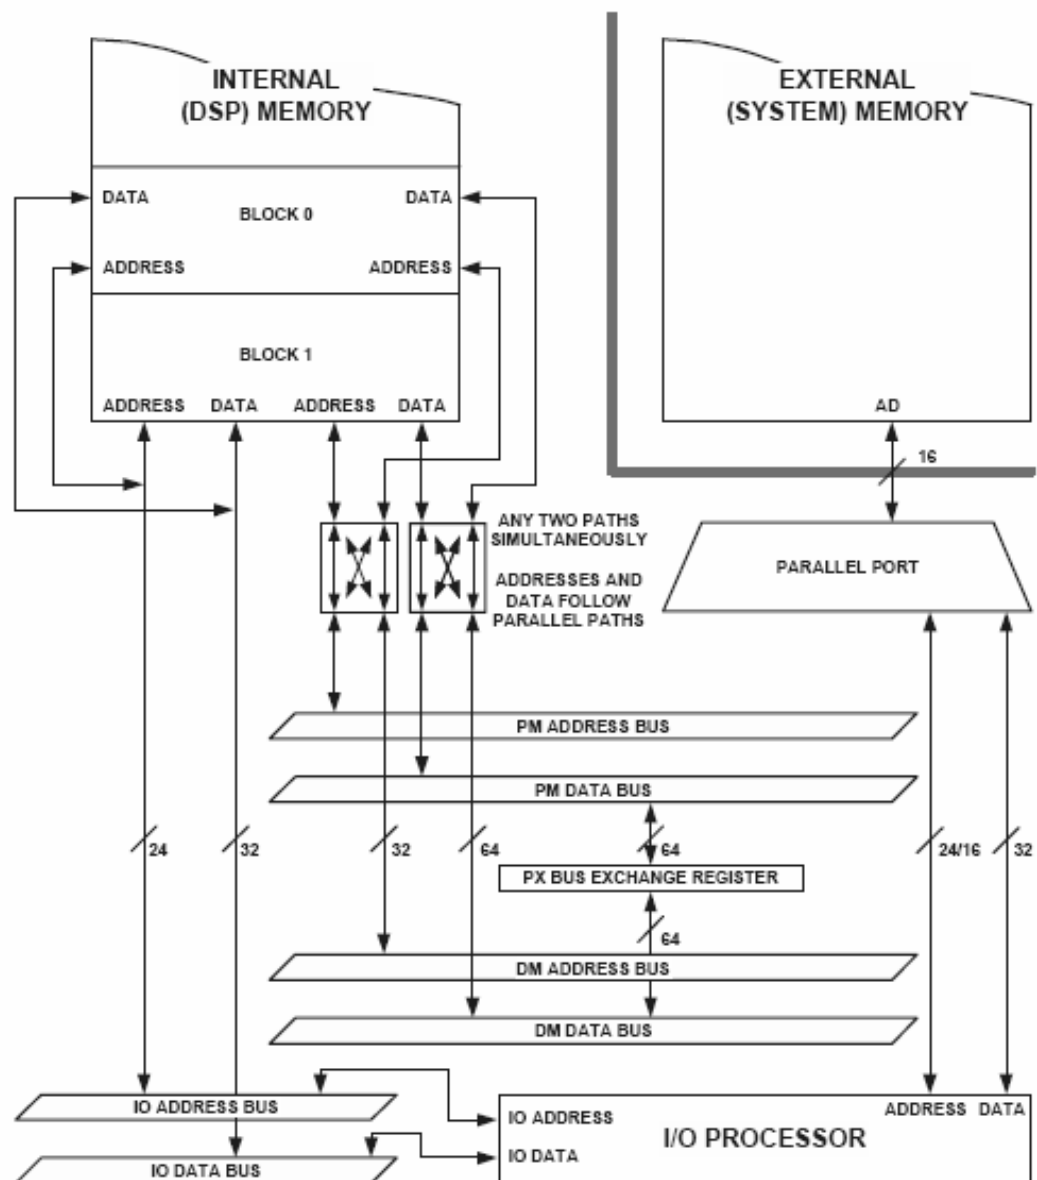 INTERNAL
(DSP) MEMORY
EXTERNAL
(SYSTEM) MEMORY
DATA
DATA
BLOCK 0
ADDRESS
ADDRESS
BLOCK 1
ADDRESS DATA ADDRESS DATA
AD
16
ANY TWO PATHS
SIMULTANEOUSLY
ADDRESSES AND
DATA FOLLOW
PARALLEL PATHS
PARALLEL PORT
PM ADDRESS BUS
PM DATA BUS
24 32 32 64 64 24/16 32
PX BUS EXCHANGE REGISTER
64
DM ADDRESS BUS
DM DATA BUS
IO ADDRESS BUS
IO ADDRESS
ADDRESS DATA
I/O PROCESSOR
IO DATA
IO DATA BUS